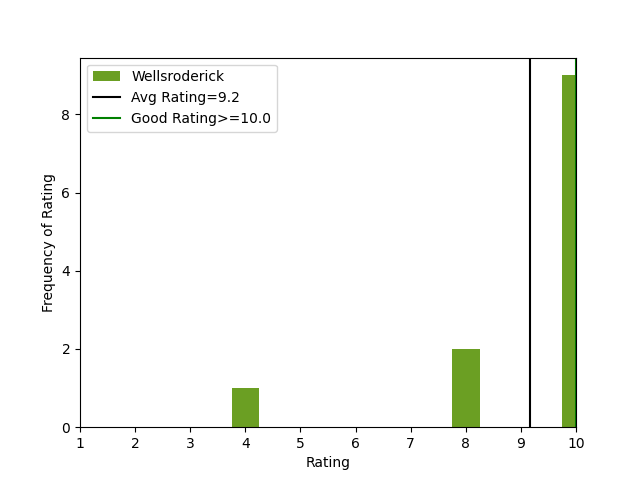 Wellsroderick
Avg Rating=9.2
Good Rating>=10.0
Frequency of Rating
8
6
4
2
0
1 2 3 4 5 6 7 8 9 10
Rating